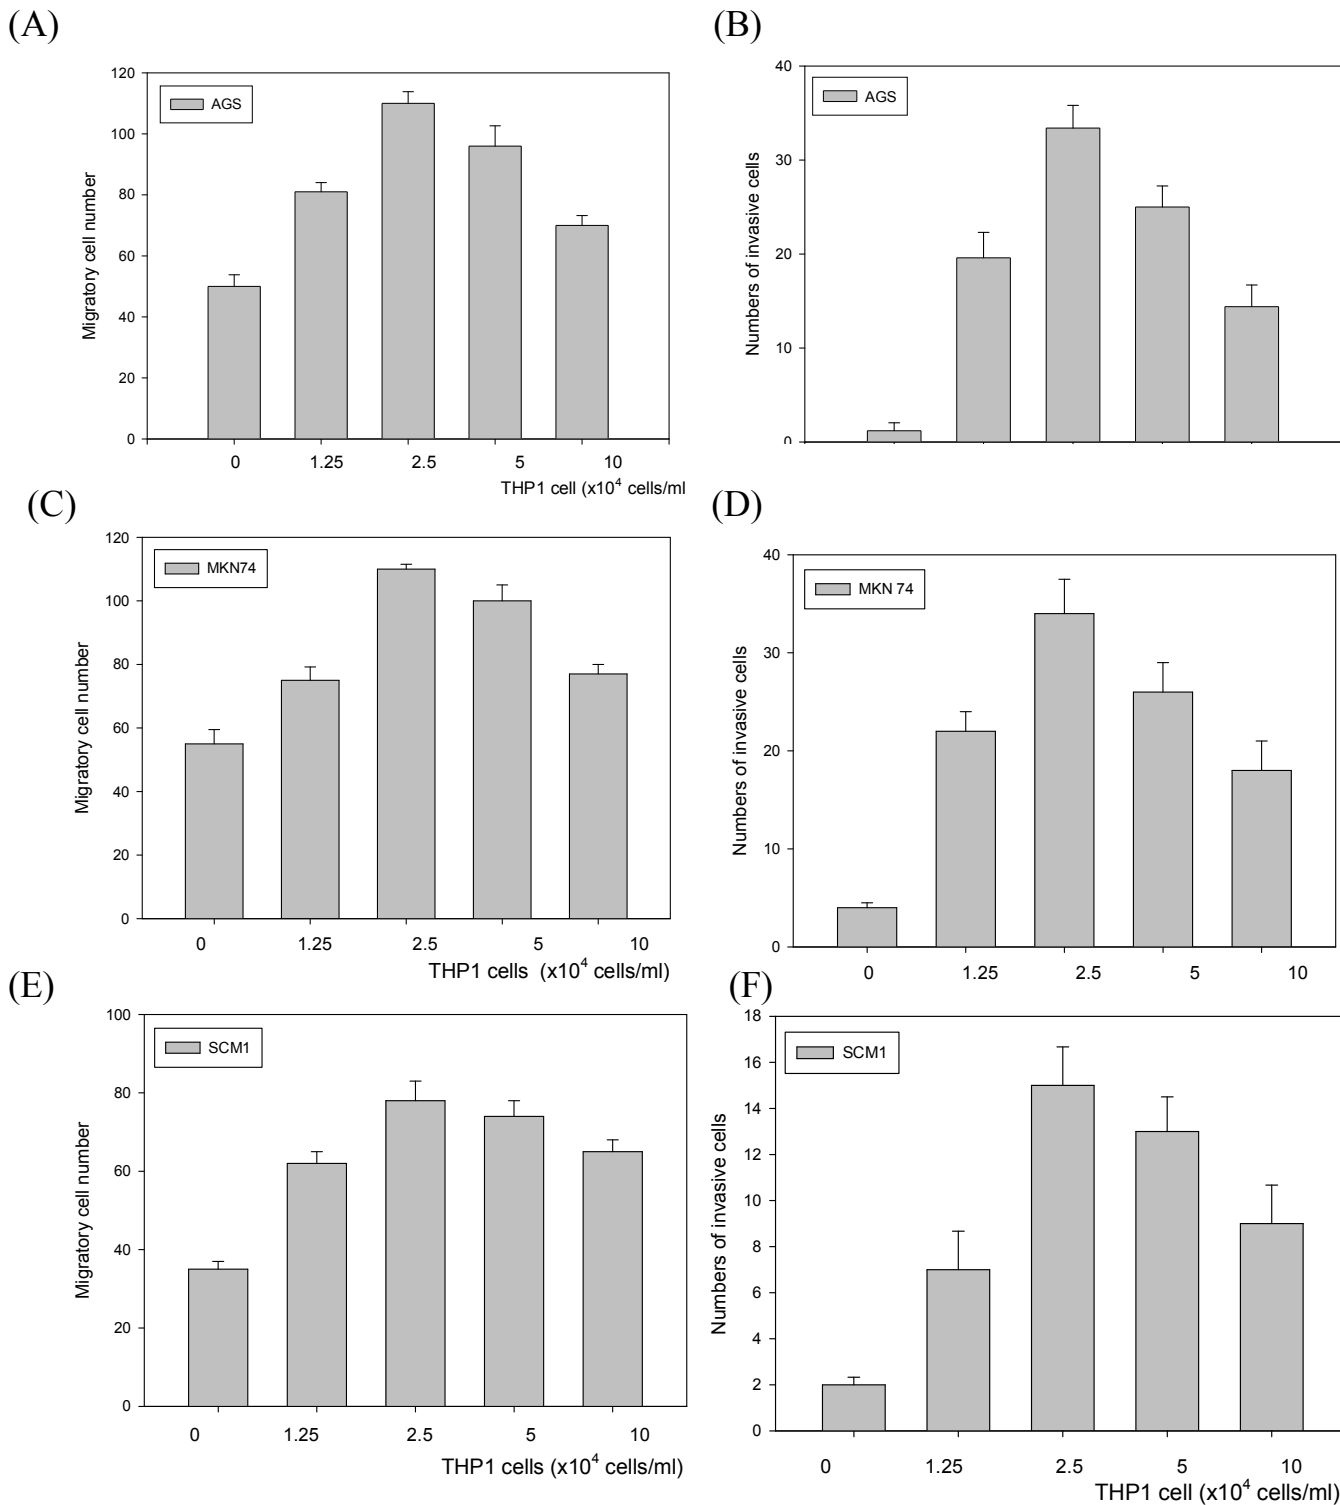 (A)
120
100
80
60
40
20
0
Migratory cell number
AGS
0 1.25 2.5 5 10
THP1 cell (x10⁴ cells/ml
(B)
40
30
20
10
0
Numbers of invasive cells
AGS
(C)
120
100
80
60
40
20
0
Migratory cell number
MKN74
0 1.25 2.5 5 10
THP1 cells (x10⁴ cells/ml)
(D)
40
30
20
10
0
Numbers of invasive cells
MKN 74
0 1.25 2.5 5 10
(E)
100
80
60
40
20
0
Migratory cell number
SCM1
0 1.25 2.5 5 10
THP1 cells (x10⁴ cells/ml)
(F)
18
16
14
12
10
8
6
4
2
0
Numbers of invasive cells
SCM1
0 1.25 2.5 5 10
THP1 cell (x10⁴ cells/ml)